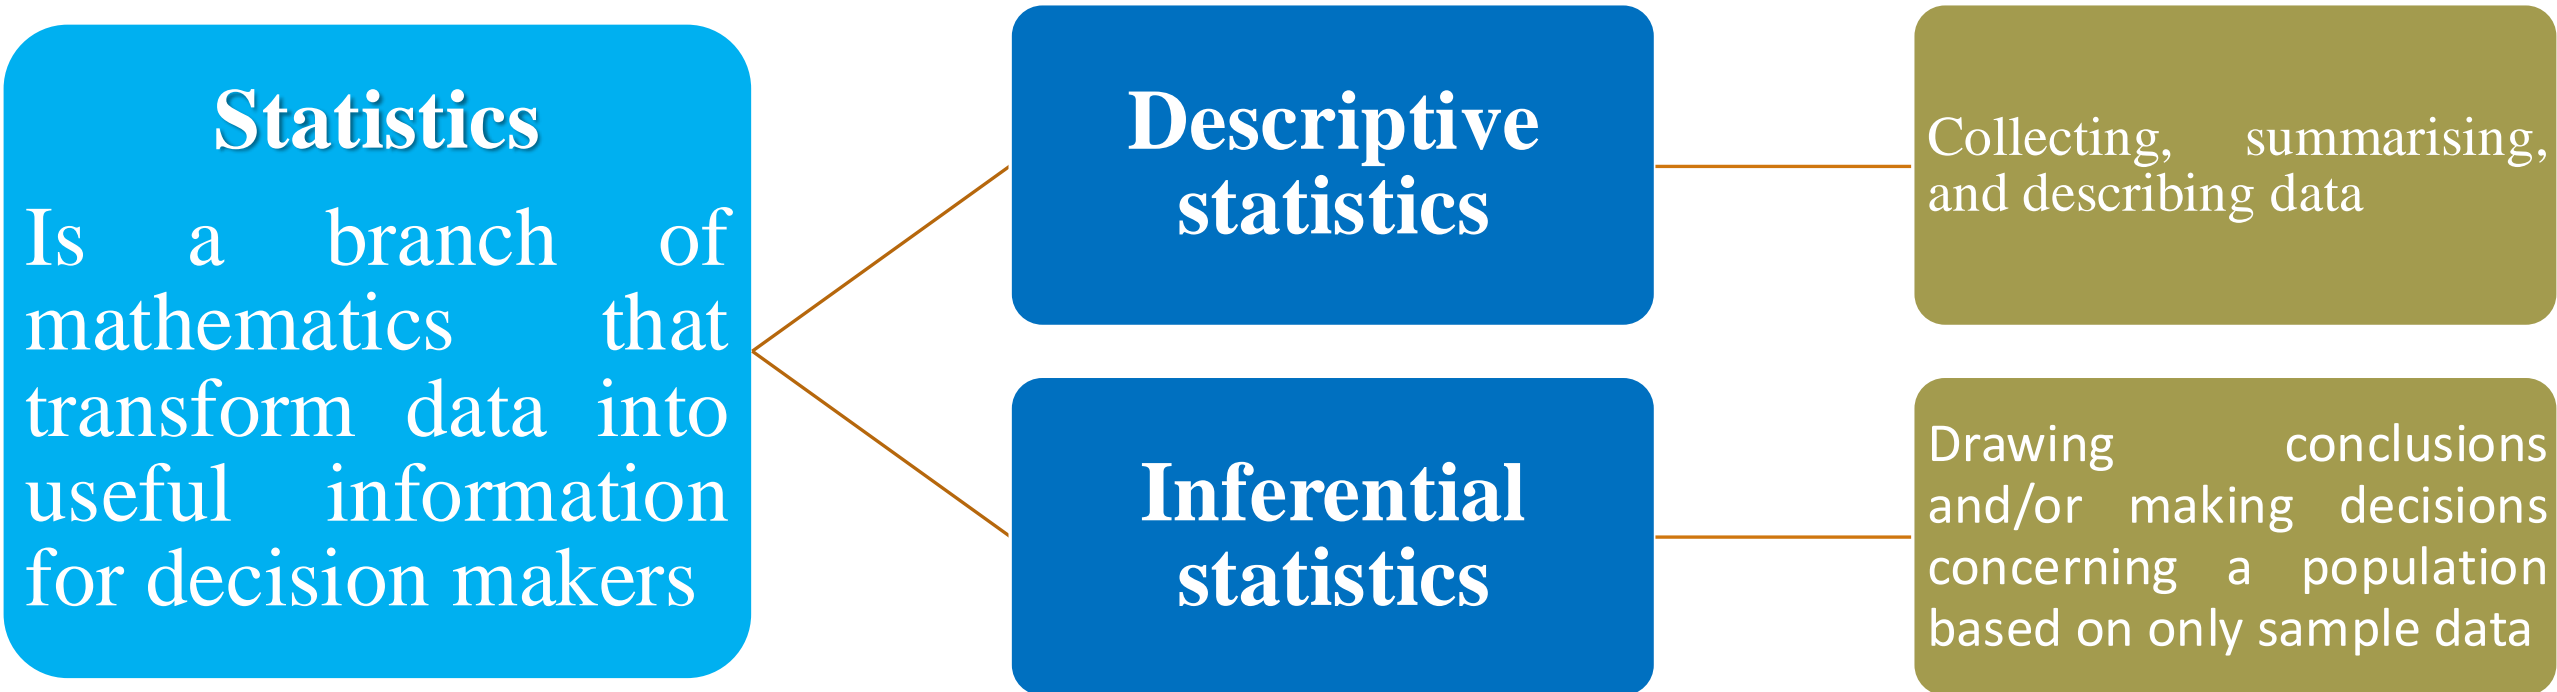 Statistics
Is a branch of
mathematics that
transform data into
useful information
for decision makers
Descriptive
statistics
Collecting, summarising,
and describing data
Inferential
statistics
Drawing conclusions
and/or making decisions
concerning a population
based on only sample data